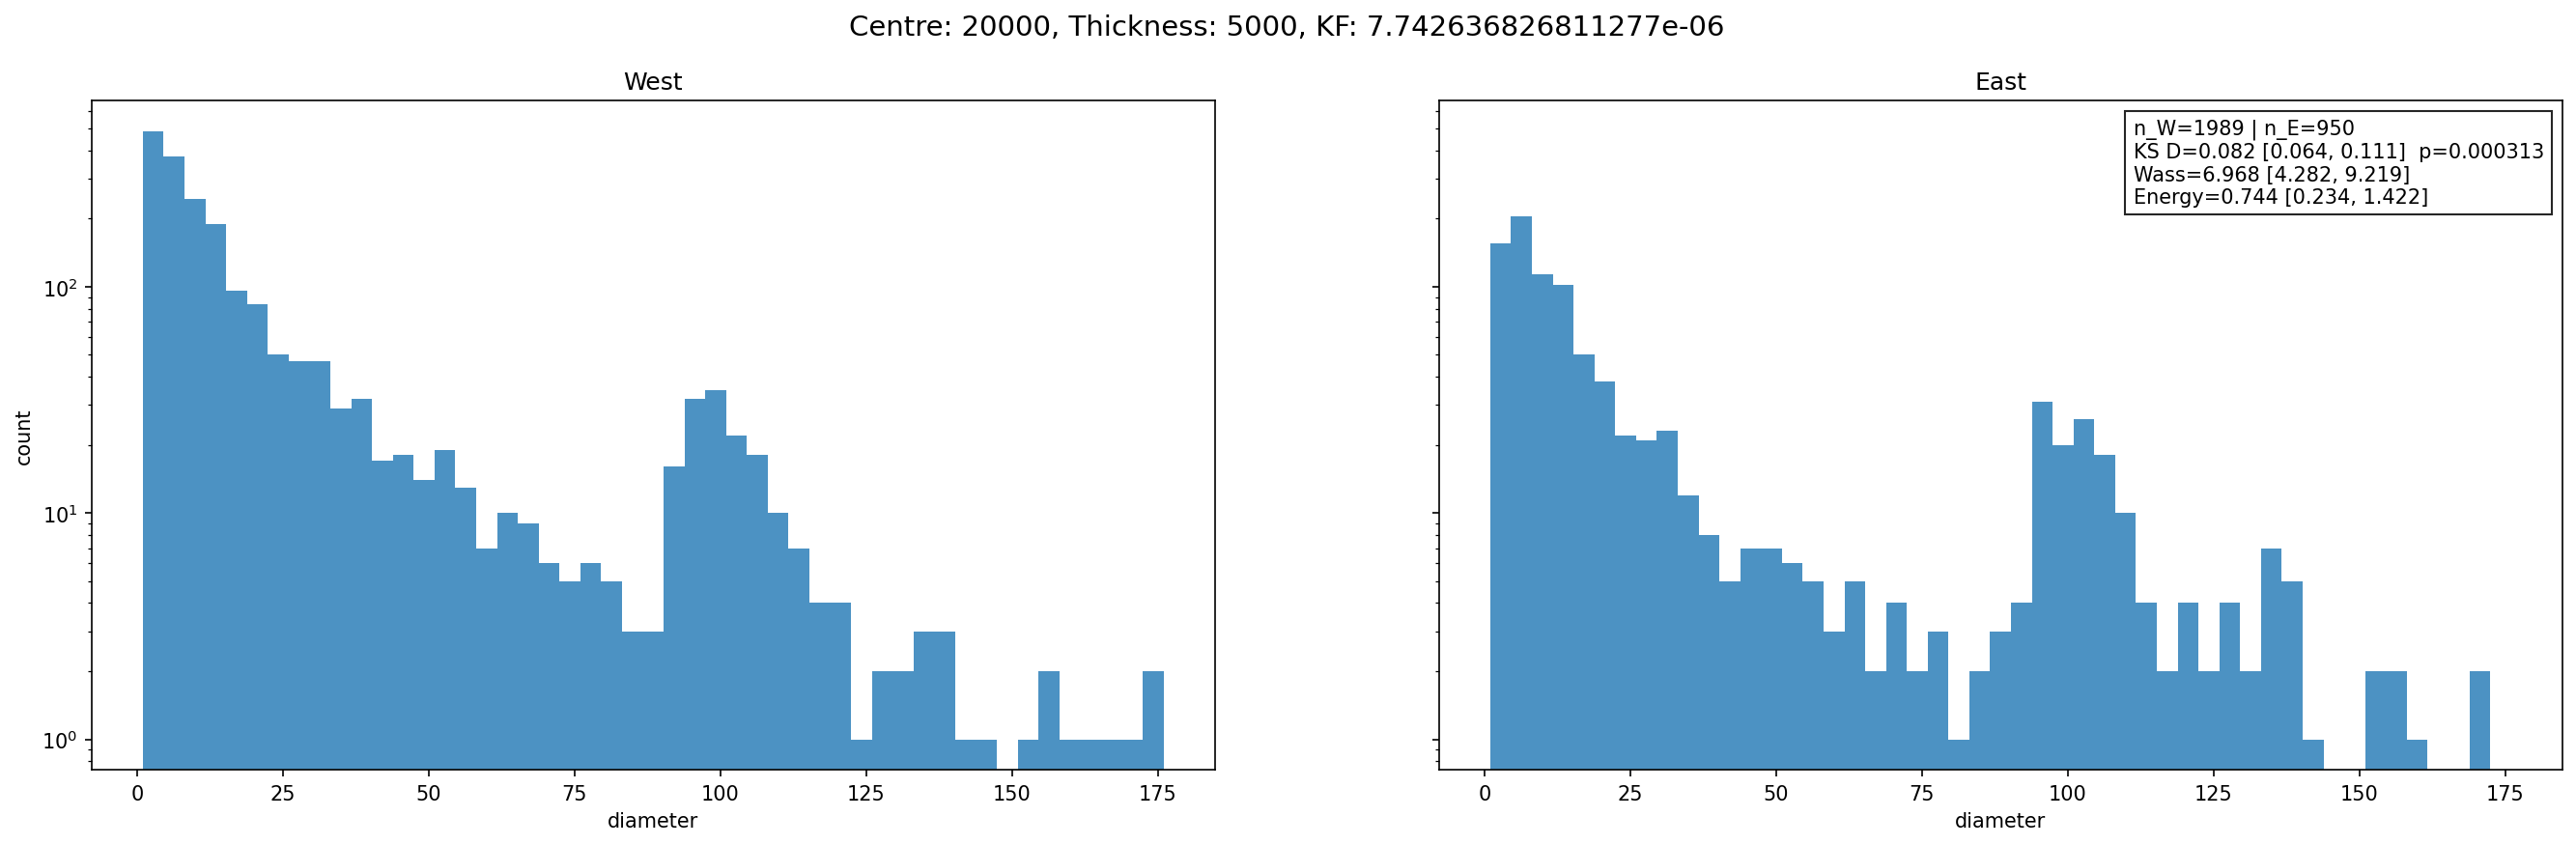 Centre: 20000, Thickness: 5000, KF: 7.742636826811277e-06
West
count
10²
10¹
10⁰
0 25 50 75 100 125 150 175
diameter
East
n_W=1989 | n_E=950
KS D=0.082 [0.064, 0.111]  p=0.000313
Wass=6.968 [4.282, 9.219]
Energy=0.744 [0.234, 1.422]
0 25 50 75 100 125 150 175
diameter